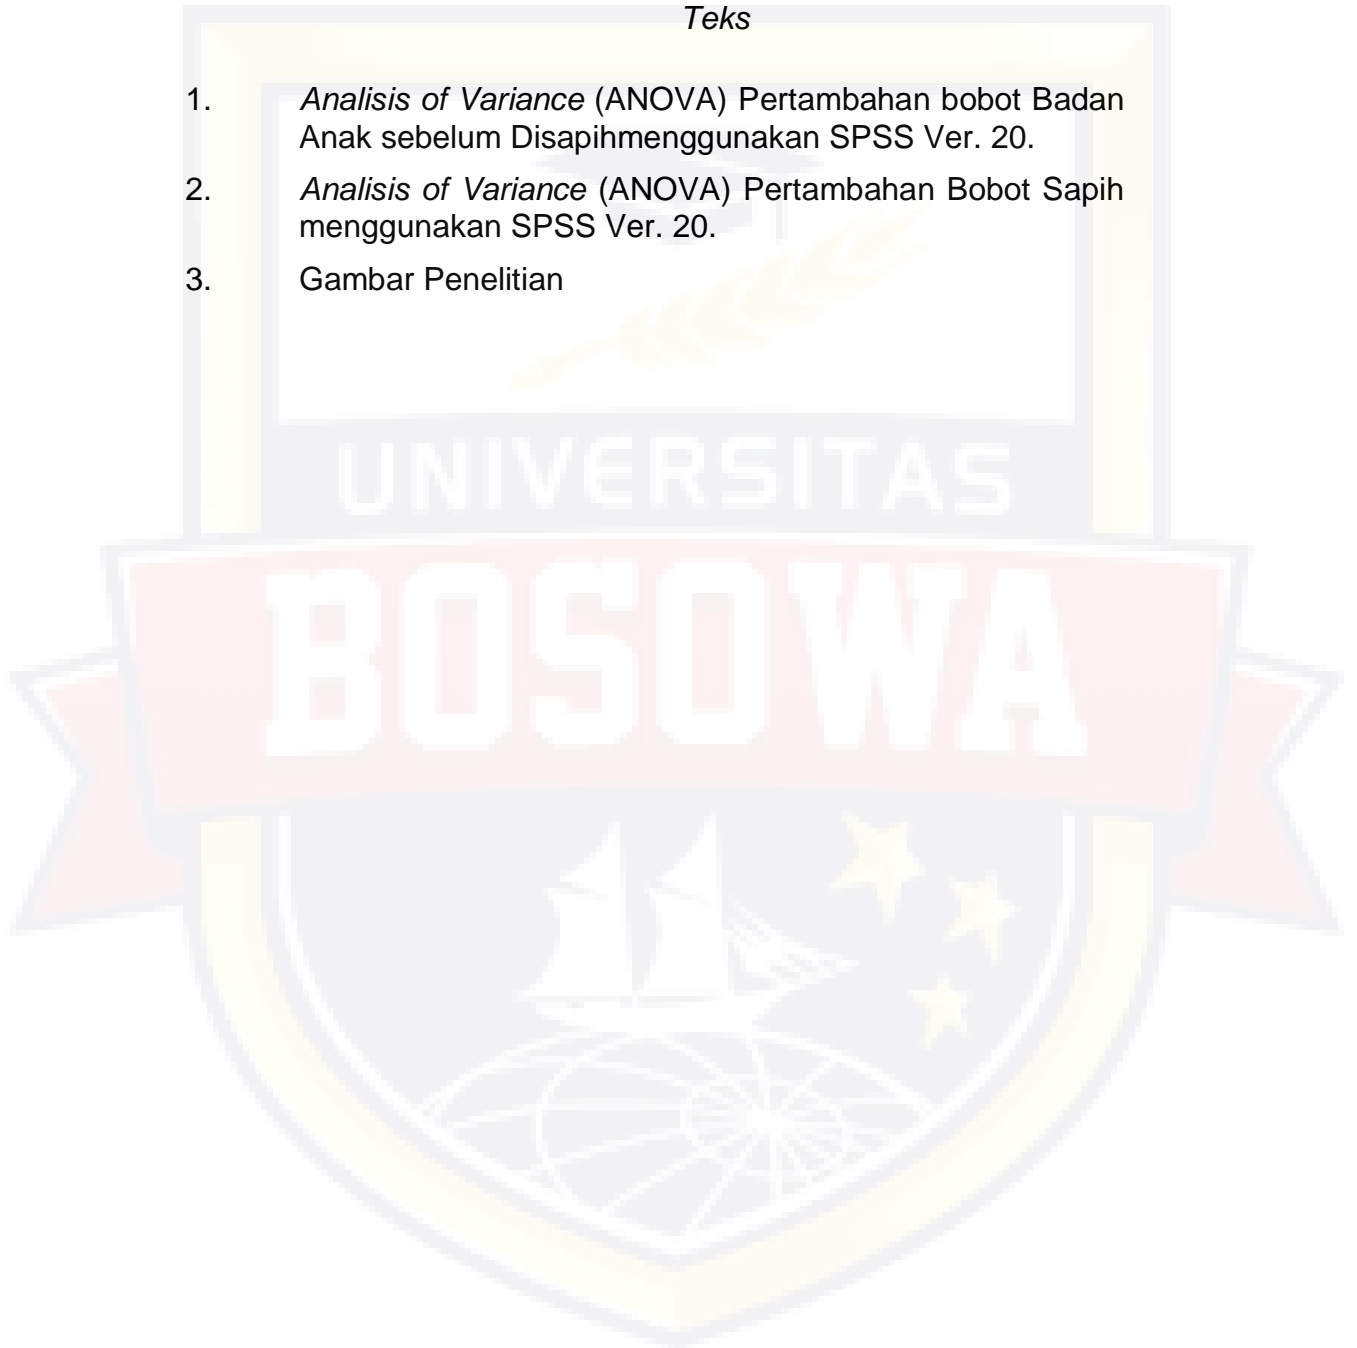 Teks
1. Analisis of Variance (ANOVA) Pertambahan bobot Badan
Anak sebelum Disapihmenggunakan SPSS Ver. 20.
2. Analisis of Variance (ANOVA) Pertambahan Bobot Sapih
menggunakan SPSS Ver. 20.
3. Gambar Penelitian
UNIVERSITAS
BOSOWA